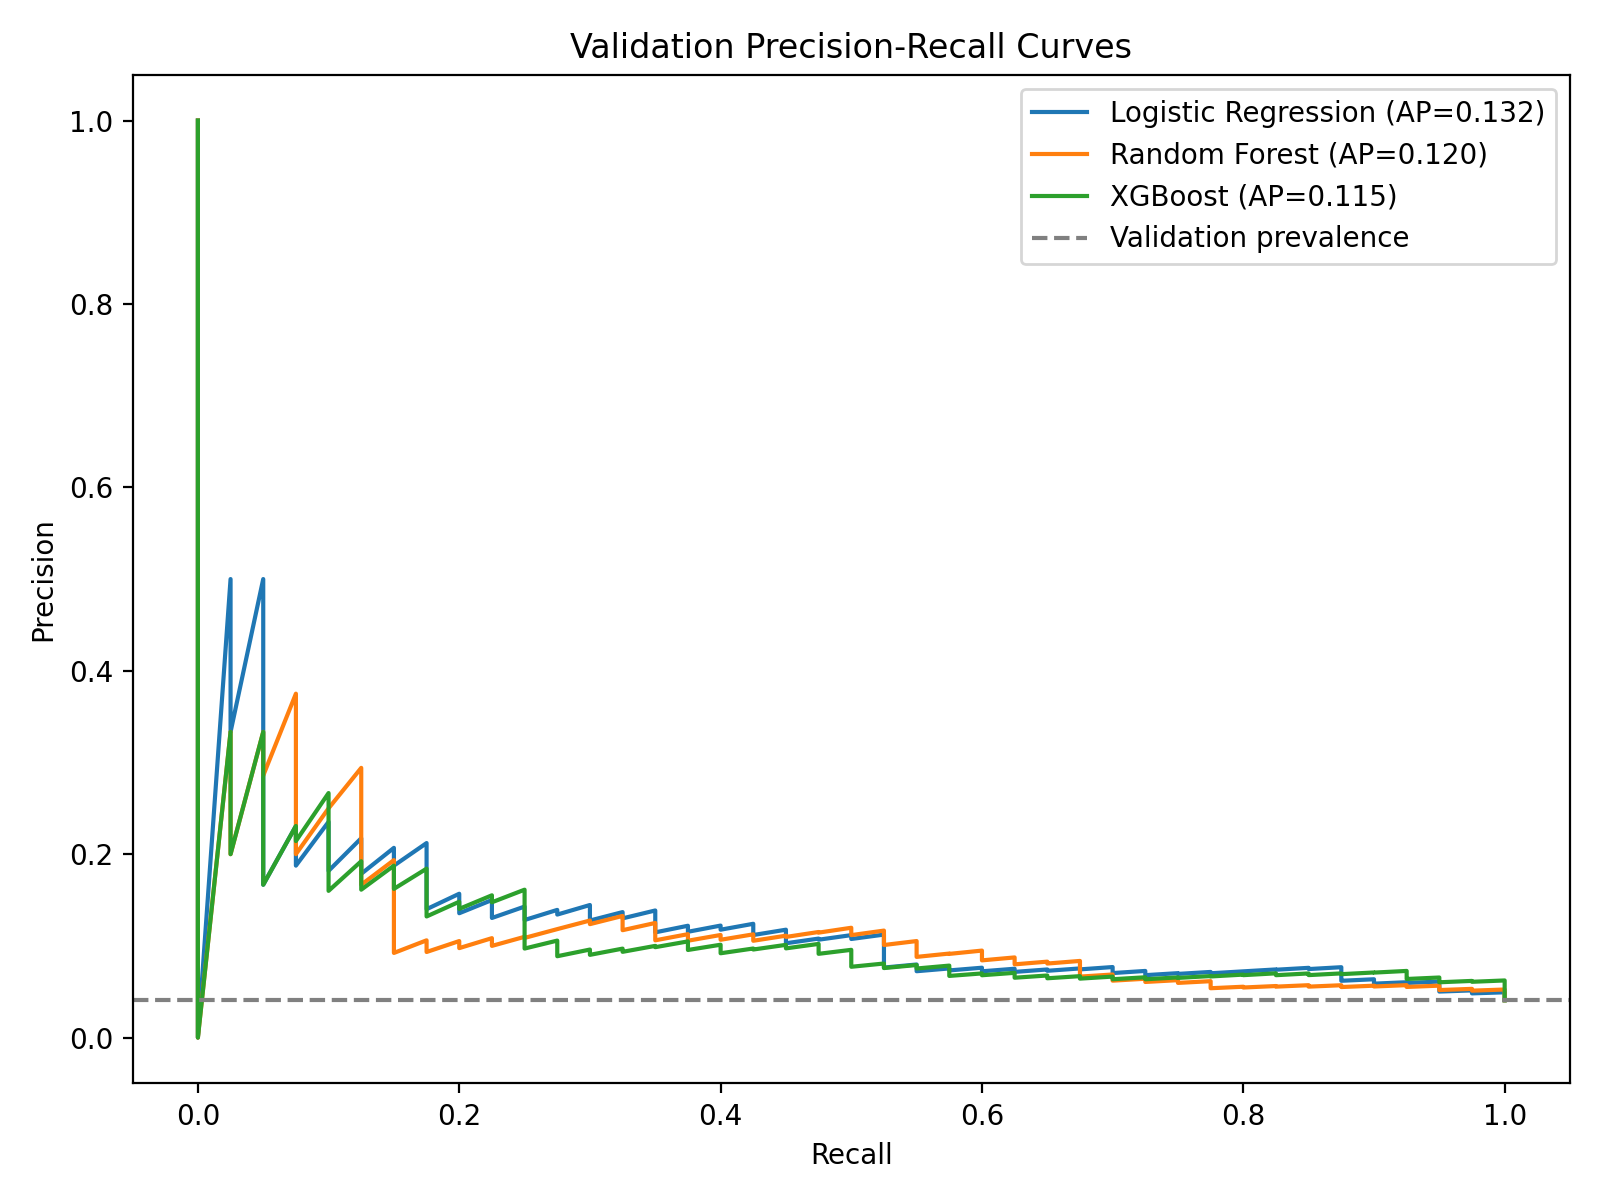 Validation Precision-Recall Curves
Logistic Regression (AP=0.132)
Random Forest (AP=0.120)
XGBoost (AP=0.115)
Validation prevalence
Precision
1.0
0.8
0.6
0.4
0.2
0.0
0.0 0.2 0.4 0.6 0.8 1.0
Recall